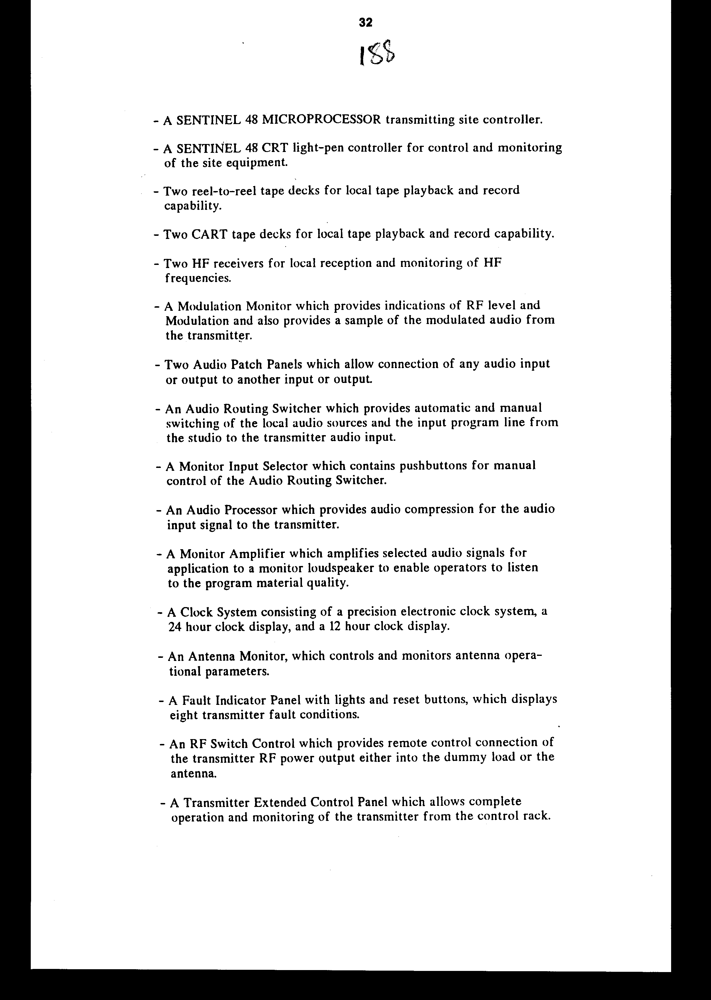 32
188
- A SENTINEL 48 MICROPROCESSOR transmitting site controller.
- A SENTINEL 48 CRT light-pen controller for control and monitoring
of the site equipment.
- Two reel-to-reel tape decks for local tape playback and record
capability.
- Two CART tape decks for local tape playback and record capability.
- Two HF receivers for local reception and monitoring of HF
frequencies.
- A Modulation Monitor which provides indications of RF level and
Modulation and also provides a sample of the modulated audio from
the transmitter.
- Two Audio Patch Panels which allow connection of any audio input
or output to another input or output.
- An Audio Routing Switcher which provides automatic and manual
switching of the local audio sources and the input program line from
the studio to the transmitter audio input.
- A Monitor Input Selector which contains pushbuttons for manual
control of the Audio Routing Switcher.
- An Audio Processor which provides audio compression for the audio
input signal to the transmitter.
- A Monitor Amplifier which amplifies selected audio signals for
application to a monitor loudspeaker to enable operators to listen
to the program material quality.
- A Clock System consisting of a precision electronic clock system, a
24 hour clock display, and a 12 hour clock display.
- An Antenna Monitor, which controls and monitors antenna opera-
tional parameters.
- A Fault Indicator Panel with lights and reset buttons, which displays
eight transmitter fault conditions.
- An RF Switch Control which provides remote control connection of
the transmitter RF power output either into the dummy load or the
antenna.
- A Transmitter Extended Control Panel which allows complete
operation and monitoring of the transmitter from the control rack.